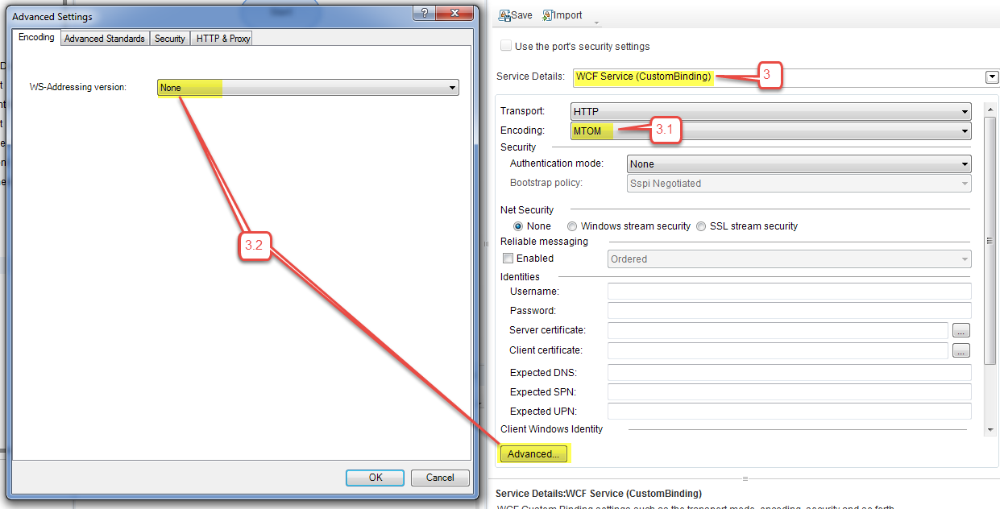 Advanced Settings
?
Encoding
Advanced Standards
Security
HTTP & Proxy
WS-Addressing version:
None
3.2
OK
Cancel
Save
Import
Use the port's security settings
Service Details:
WCF Service (CustomBinding)
3
Transport:
HTTP
Encoding:
MTOM
3.1
Security
Authentication mode:
None
Bootstrap policy:
Sspi Negotiated
Net Security
None
Windows stream security
SSL stream security
Reliable messaging
Enabled
Ordered
Identities
Username:
Password:
Server certificate:
...
Client certificate:
...
Expected DNS:
Expected SPN:
Expected UPN:
Client Windows Identity
Advanced...
Service Details:WCF Service (CustomBinding)
WCF Custom Binding settings such as the transport mode, encoding, security and so forth.